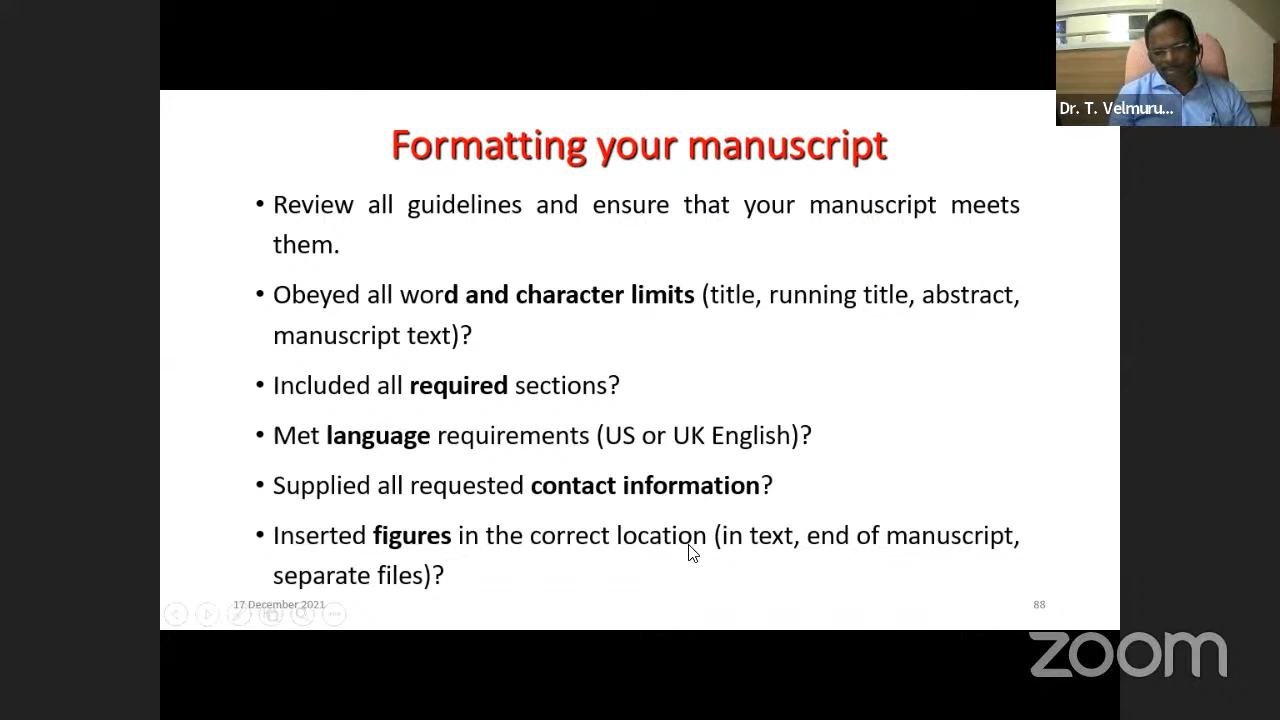 Dr. T. Velmuru...
Formatting your manuscript
• Review all guidelines and ensure that your manuscript meets
them.
• Obeyed all word and character limits (title, running title, abstract,
manuscript text)?
• Included all required sections?
• Met language requirements (US or UK English)?
• Supplied all requested contact information?
• Inserted figures in the correct location (in text, end of manuscript,
separate files)?
17 December 2021
88
zoom